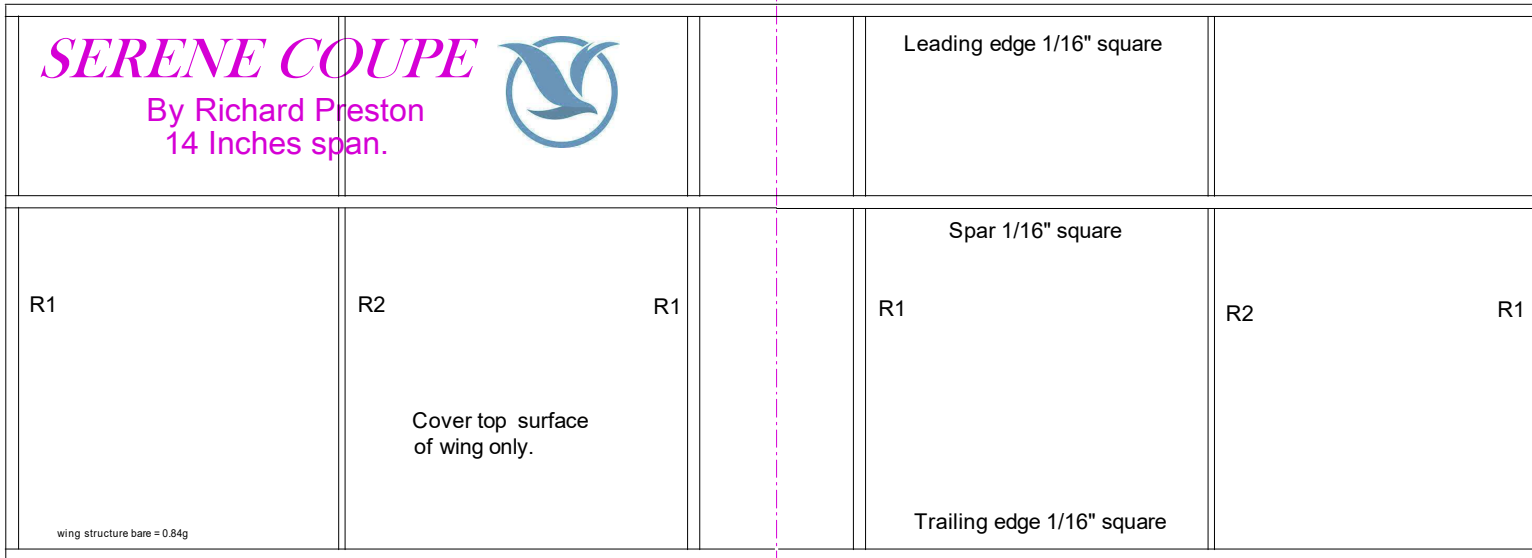 SERENE COUPE
By Richard Preston
14 Inches span.
Leading edge 1/16" square
Spar 1/16" square
R1
R2
R1
R1
R2
R1
Cover top surface
of wing only.
Trailing edge 1/16" square
wing structure bare = 0.84g